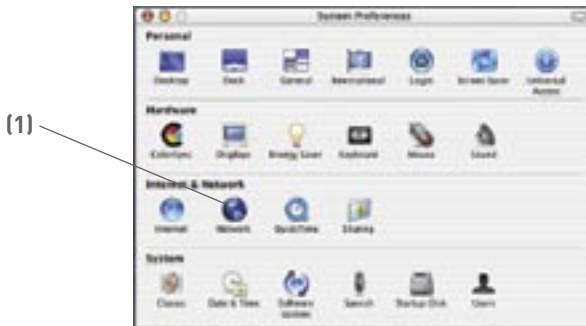 System Preferences
Personal
Desktop Dock General International Login Screen Saver Universal Access
Hardware
(1)
ColorSync Displays Energy Saver Keyboard Mouse Sound
Internet & Network
Internet Network QuickTime Sharing
System
Classic Date & Time Software Update Speech Startup Disk Users